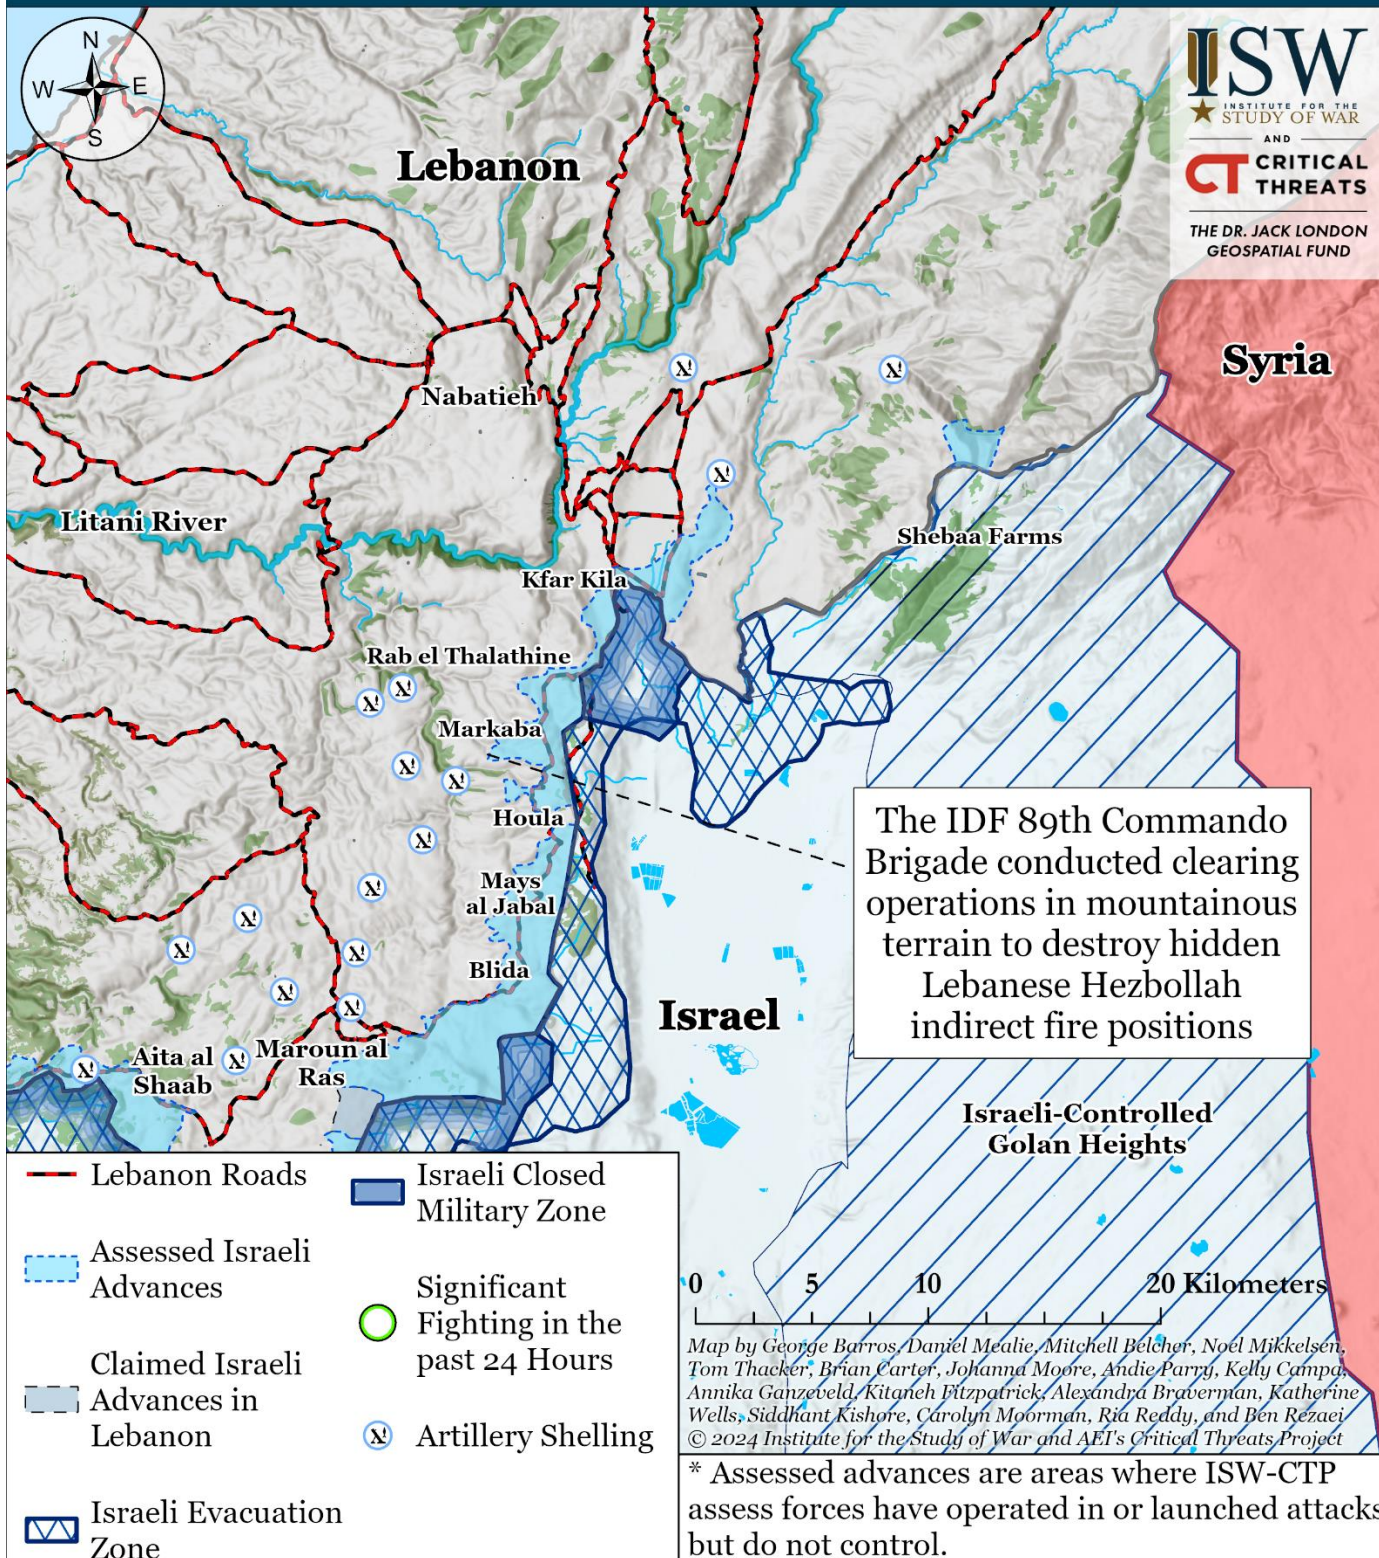 N
W E
S
ISW
INSTITUTE FOR THE
STUDY OF WAR
AND
CT CRITICAL
THREATS
THE DR. JACK LONDON
GEOSPATIAL FUND
Lebanon
Syria
Nabatieh
Litani River
Shebaa Farms
Kfar Kila
Rab el Thalathine
Markaba
Houla
Mays
al Jabal
Blida
Israel
Aita al
Shaab
Maroun al
Ras
The IDF 89th Commando
Brigade conducted clearing
operations in mountainous
terrain to destroy hidden
Lebanese Hezbollah
indirect fire positions
Israeli-Controlled
Golan Heights
Lebanon Roads
Assessed Israeli
Advances
Claimed Israeli
Advances in
Lebanon
Israeli Evacuation
Zone
Israeli Closed
Military Zone
Significant
Fighting in the
past 24 Hours
Artillery Shelling
0 5 10 20 Kilometers
Map by George Barros, Daniel Mealie, Mitchell Belcher, Noel Mikkelsen,
Tom Thacker, Brian Carter, Johanna Moore, Andie Parry, Kelly Campa,
Annika Ganzeveld, Kitaneh Fitzpatrick, Alexandra Braverman, Katherine
Wells, Siddhant Kishore, Carolyn Moorman, Ria Reddy, and Ben Rezaei
© 2024 Institute for the Study of War and AEI's Critical Threats Project
* Assessed advances are areas where ISW-CTP
assess forces have operated in or launched attacks
but do not control.